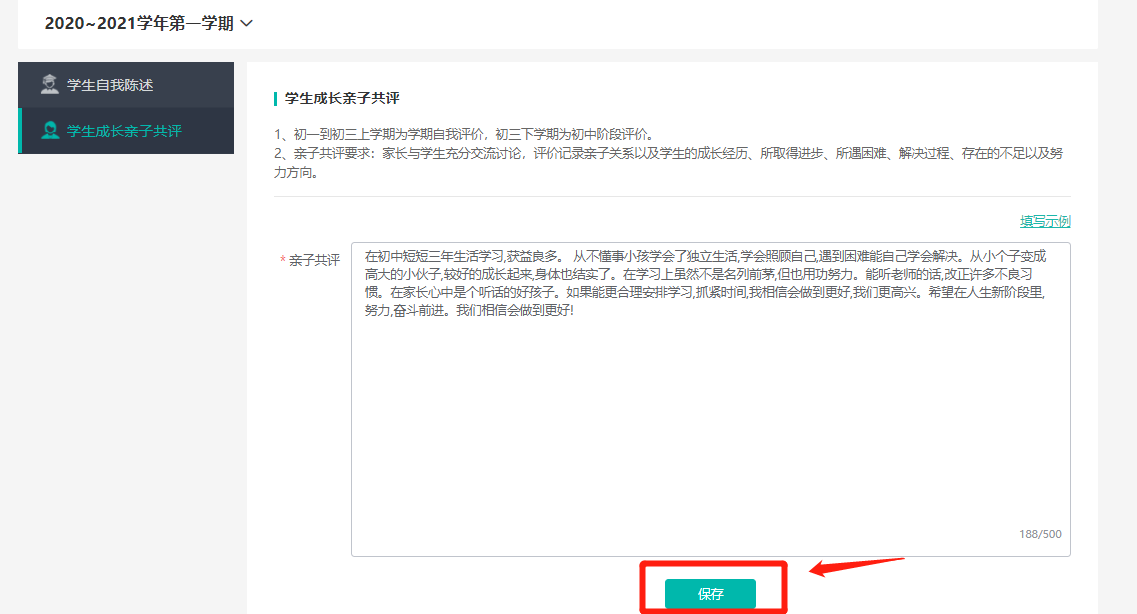 2020~2021学年第一学期
学生自我陈述
学生成长亲子共评
学生成长亲子共评
1、初一到初三上学期为学期自我评价，初三下学期为初中阶段评价。
2、亲子共评要求：家长与学生充分交流讨论，评价记录亲子关系以及学生的成长经历、所取得进步、所遇困难、解决过程、存在的不足以及努
力方向。
填写示例
* 亲子共评
在初中短短三年生活学习,获益良多。 从不懂事小孩学会了独立生活,学会照顾自己,遇到困难能自己学会解决。从小个子变成
高大的小伙子,较好的成长起来,身体也结实了。在学习上虽然不是名列前茅,但也用功努力。能听老师的话,改正许多不良习
惯。在家长心中是个听话的好孩子。如果能更合理安排学习,抓紧时间,我相信会做到更好,我们更高兴。希望在人生新阶段里,
努力,奋斗前进。我们相信会做到更好!
188/500
保存